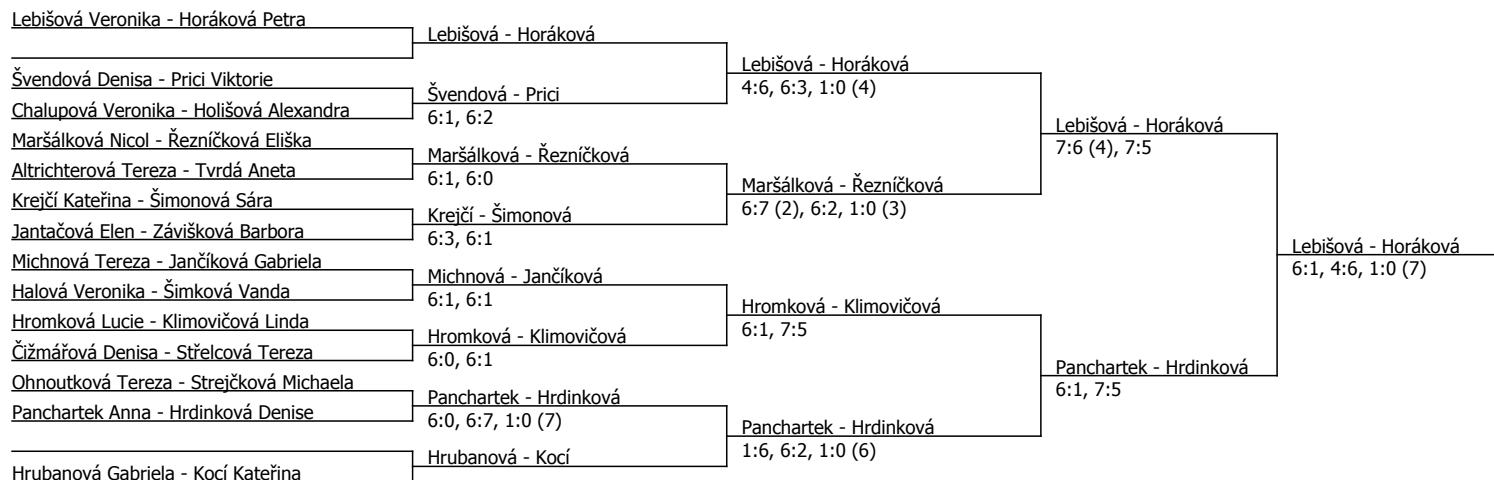 Lebišová Veronika - Horáková Petra
Švendová Denisa - Prici Viktorie
Chalupová Veronika - Holišová Alexandra
Maršálková Nicol - Řezníčková Eliška
Altrichterová Tereza - Tvrdá Aneta
Krejčí Kateřina - Šimonová Sára
Jantačová Elen - Závišková Barbora
Michnová Tereza - Jančíková Gabriela
Halová Veronika - Šimková Vanda
Hromková Lucie - Klimovičová Linda
Čižmářová Denisa - Střelcová Tereza
Ohnoutková Tereza - Strejčková Michaela
Panchartek Anna - Hrdinková Denise
Hrubanová Gabriela - Kocí Kateřina
Lebišová - Horáková
Švendová - Prici
6:1, 6:2
Maršálková - Řezníčková
6:1, 6:0
Krejčí - Šimonová
6:3, 6:1
Michnová - Jančíková
6:1, 6:1
Hromková - Klimovičová
6:0, 6:1
Panchartek - Hrdinková
6:0, 6:7, 1:0 (7)
Hrubanová - Kocí
Lebišová - Horáková
4:6, 6:3, 1:0 (4)
Maršálková - Řezníčková
6:7 (2), 6:2, 1:0 (3)
Hromková - Klimovičová
6:1, 7:5
Panchartek - Hrdinková
1:6, 6:2, 1:0 (6)
Lebišová - Horáková
7:6 (4), 7:5
Panchartek - Hrdinková
6:1, 7:5
Lebišová - Horáková
6:1, 4:6, 1:0 (7)